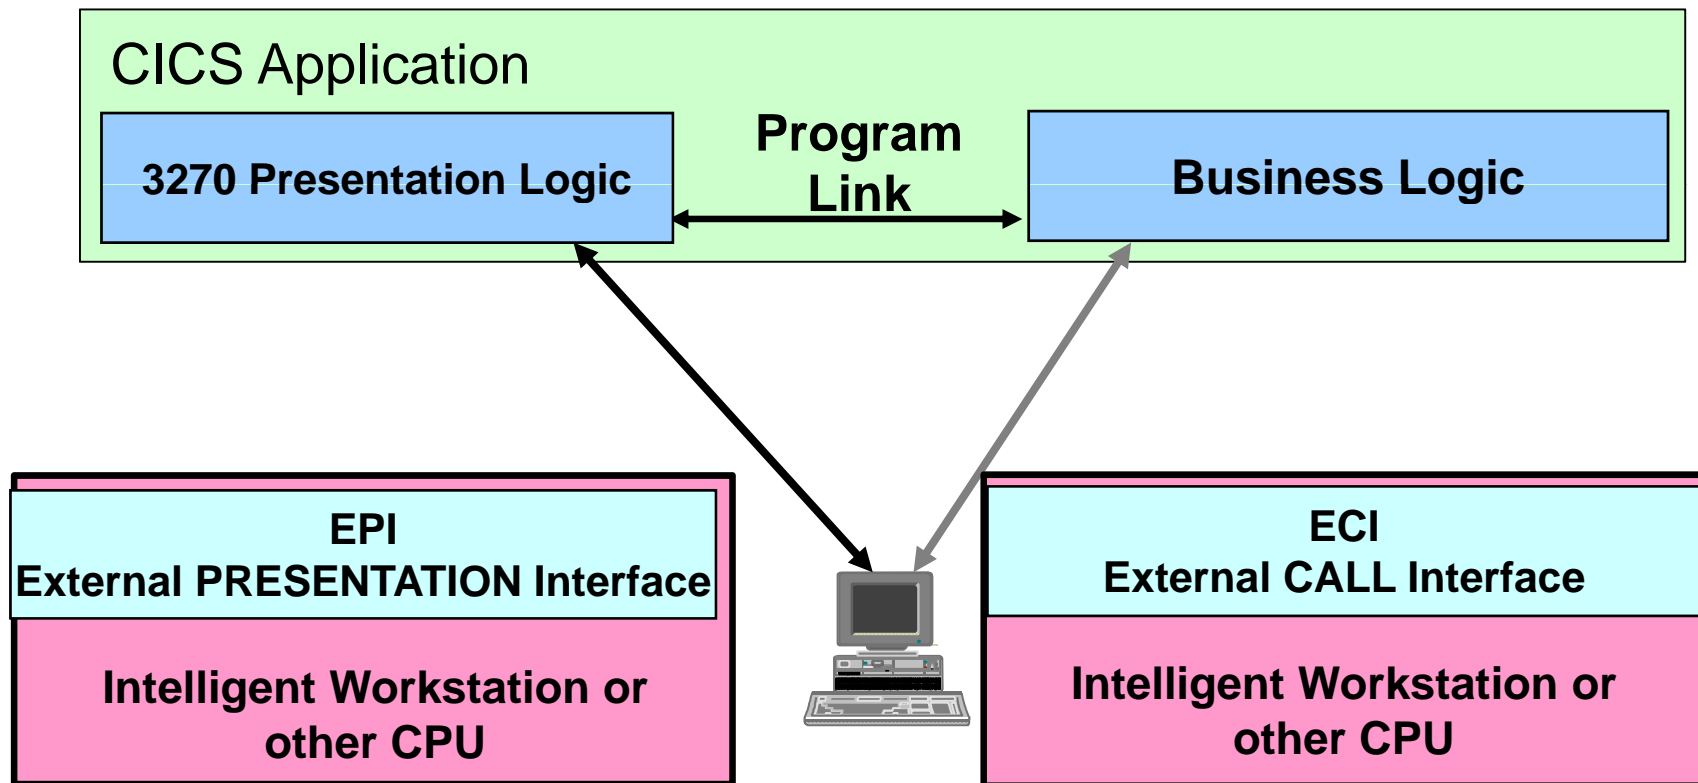 CICS Application
3270 Presentation Logic
Program
Link
Business Logic
EPI
External PRESENTATION Interface
Intelligent Workstation or
other CPU
ECI
External CALL Interface
Intelligent Workstation or
other CPU